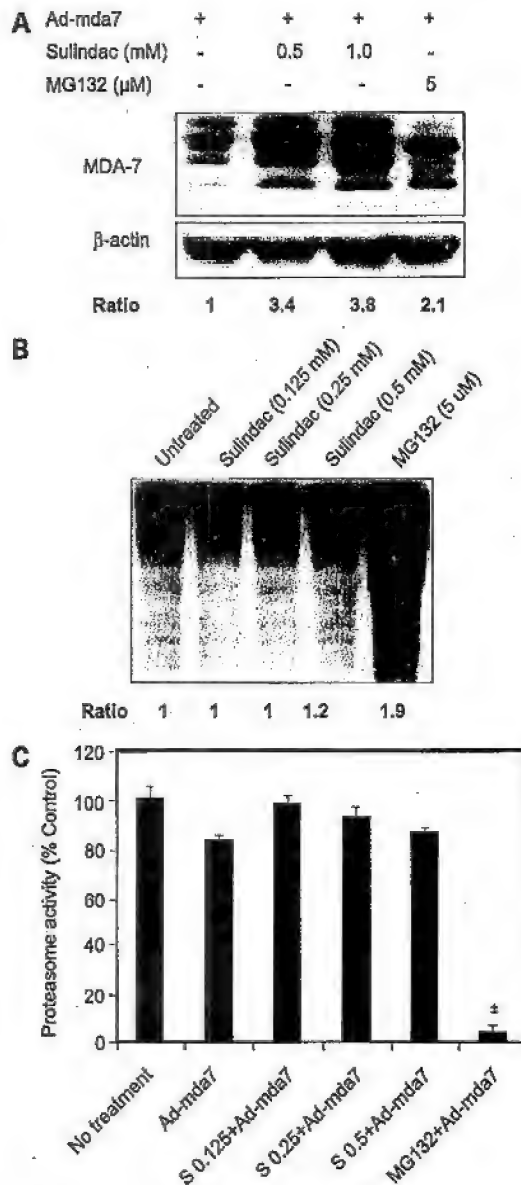 A
Ad-mda7 + + + +
Sulindac (mM) - 0.5 1.0 -
MG132 (µM) - - - 5
MDA-7
β-actin
Ratio 1 3.4 3.8 2.1
B
Untreated
Sulindac (0.125 mM)
Sulindac (0.25 mM)
Sulindac (0.5 mM)
MG132 (5 uM)
Ratio 1 1 1 1.2 1.9
C
Proteasome activity (% Control)
120
100
80
60
40
20
0
‡
No treatment
Ad-mda7
S 0.125+Ad-mda7
S 0.25+Ad-mda7
S 0.5+Ad-mda7
MG132+Ad-mda7